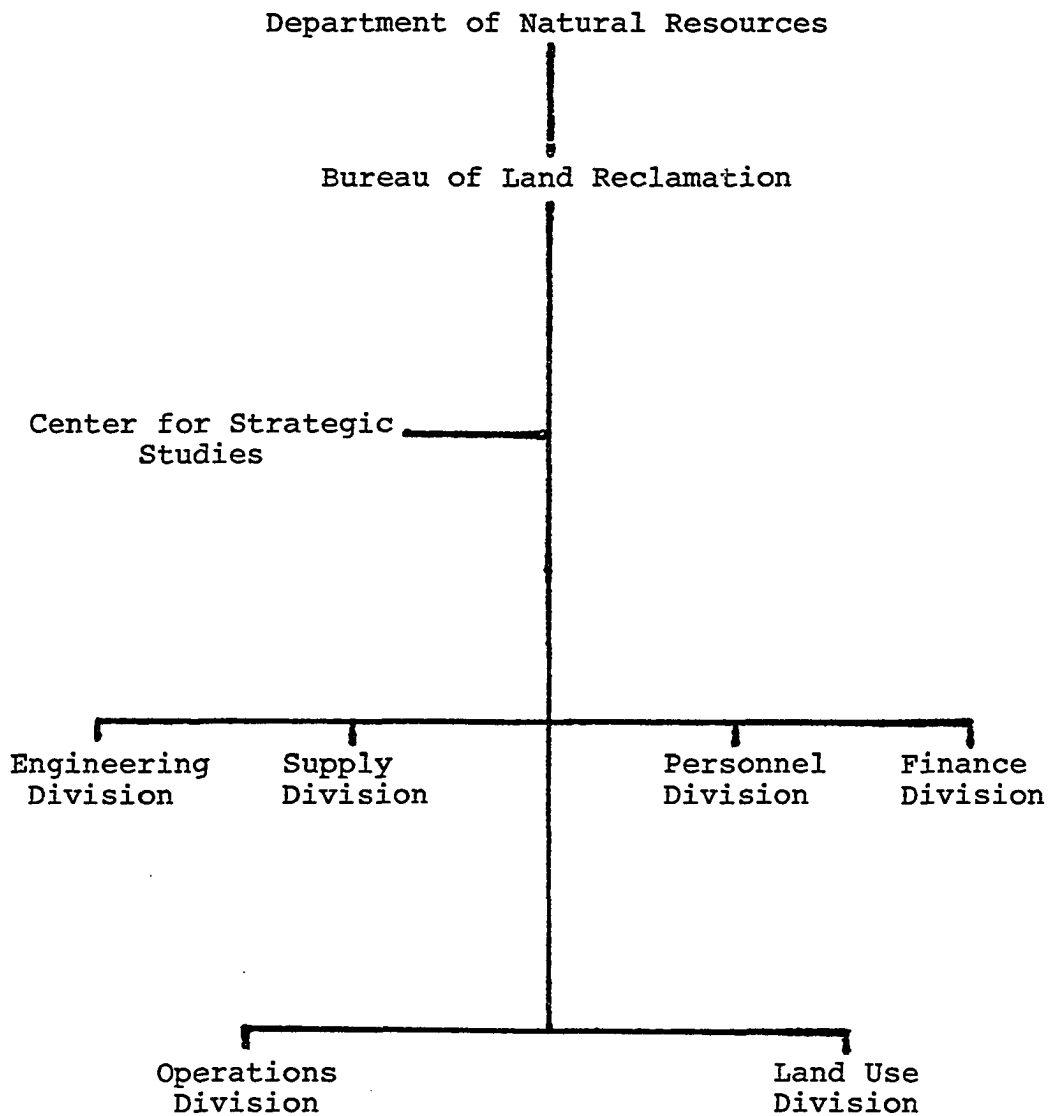 Department of Natural Resources
Bureau of Land Reclamation
Center for Strategic
Studies
Engineering
Division
Supply
Division
Personnel
Division
Finance
Division
Operations
Division
Land Use
Division